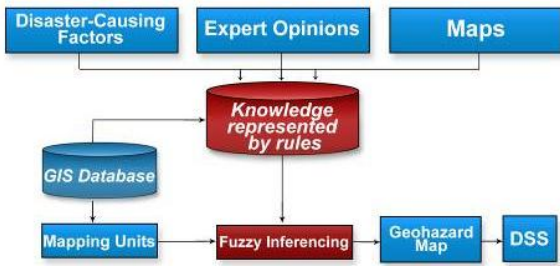 Disaster-Causing
Factors
Expert Opinions
Maps
Knowledge
represented
by rules
GIS Database
Mapping Units
Fuzzy Inferencing
Geohazard
Map
DSS